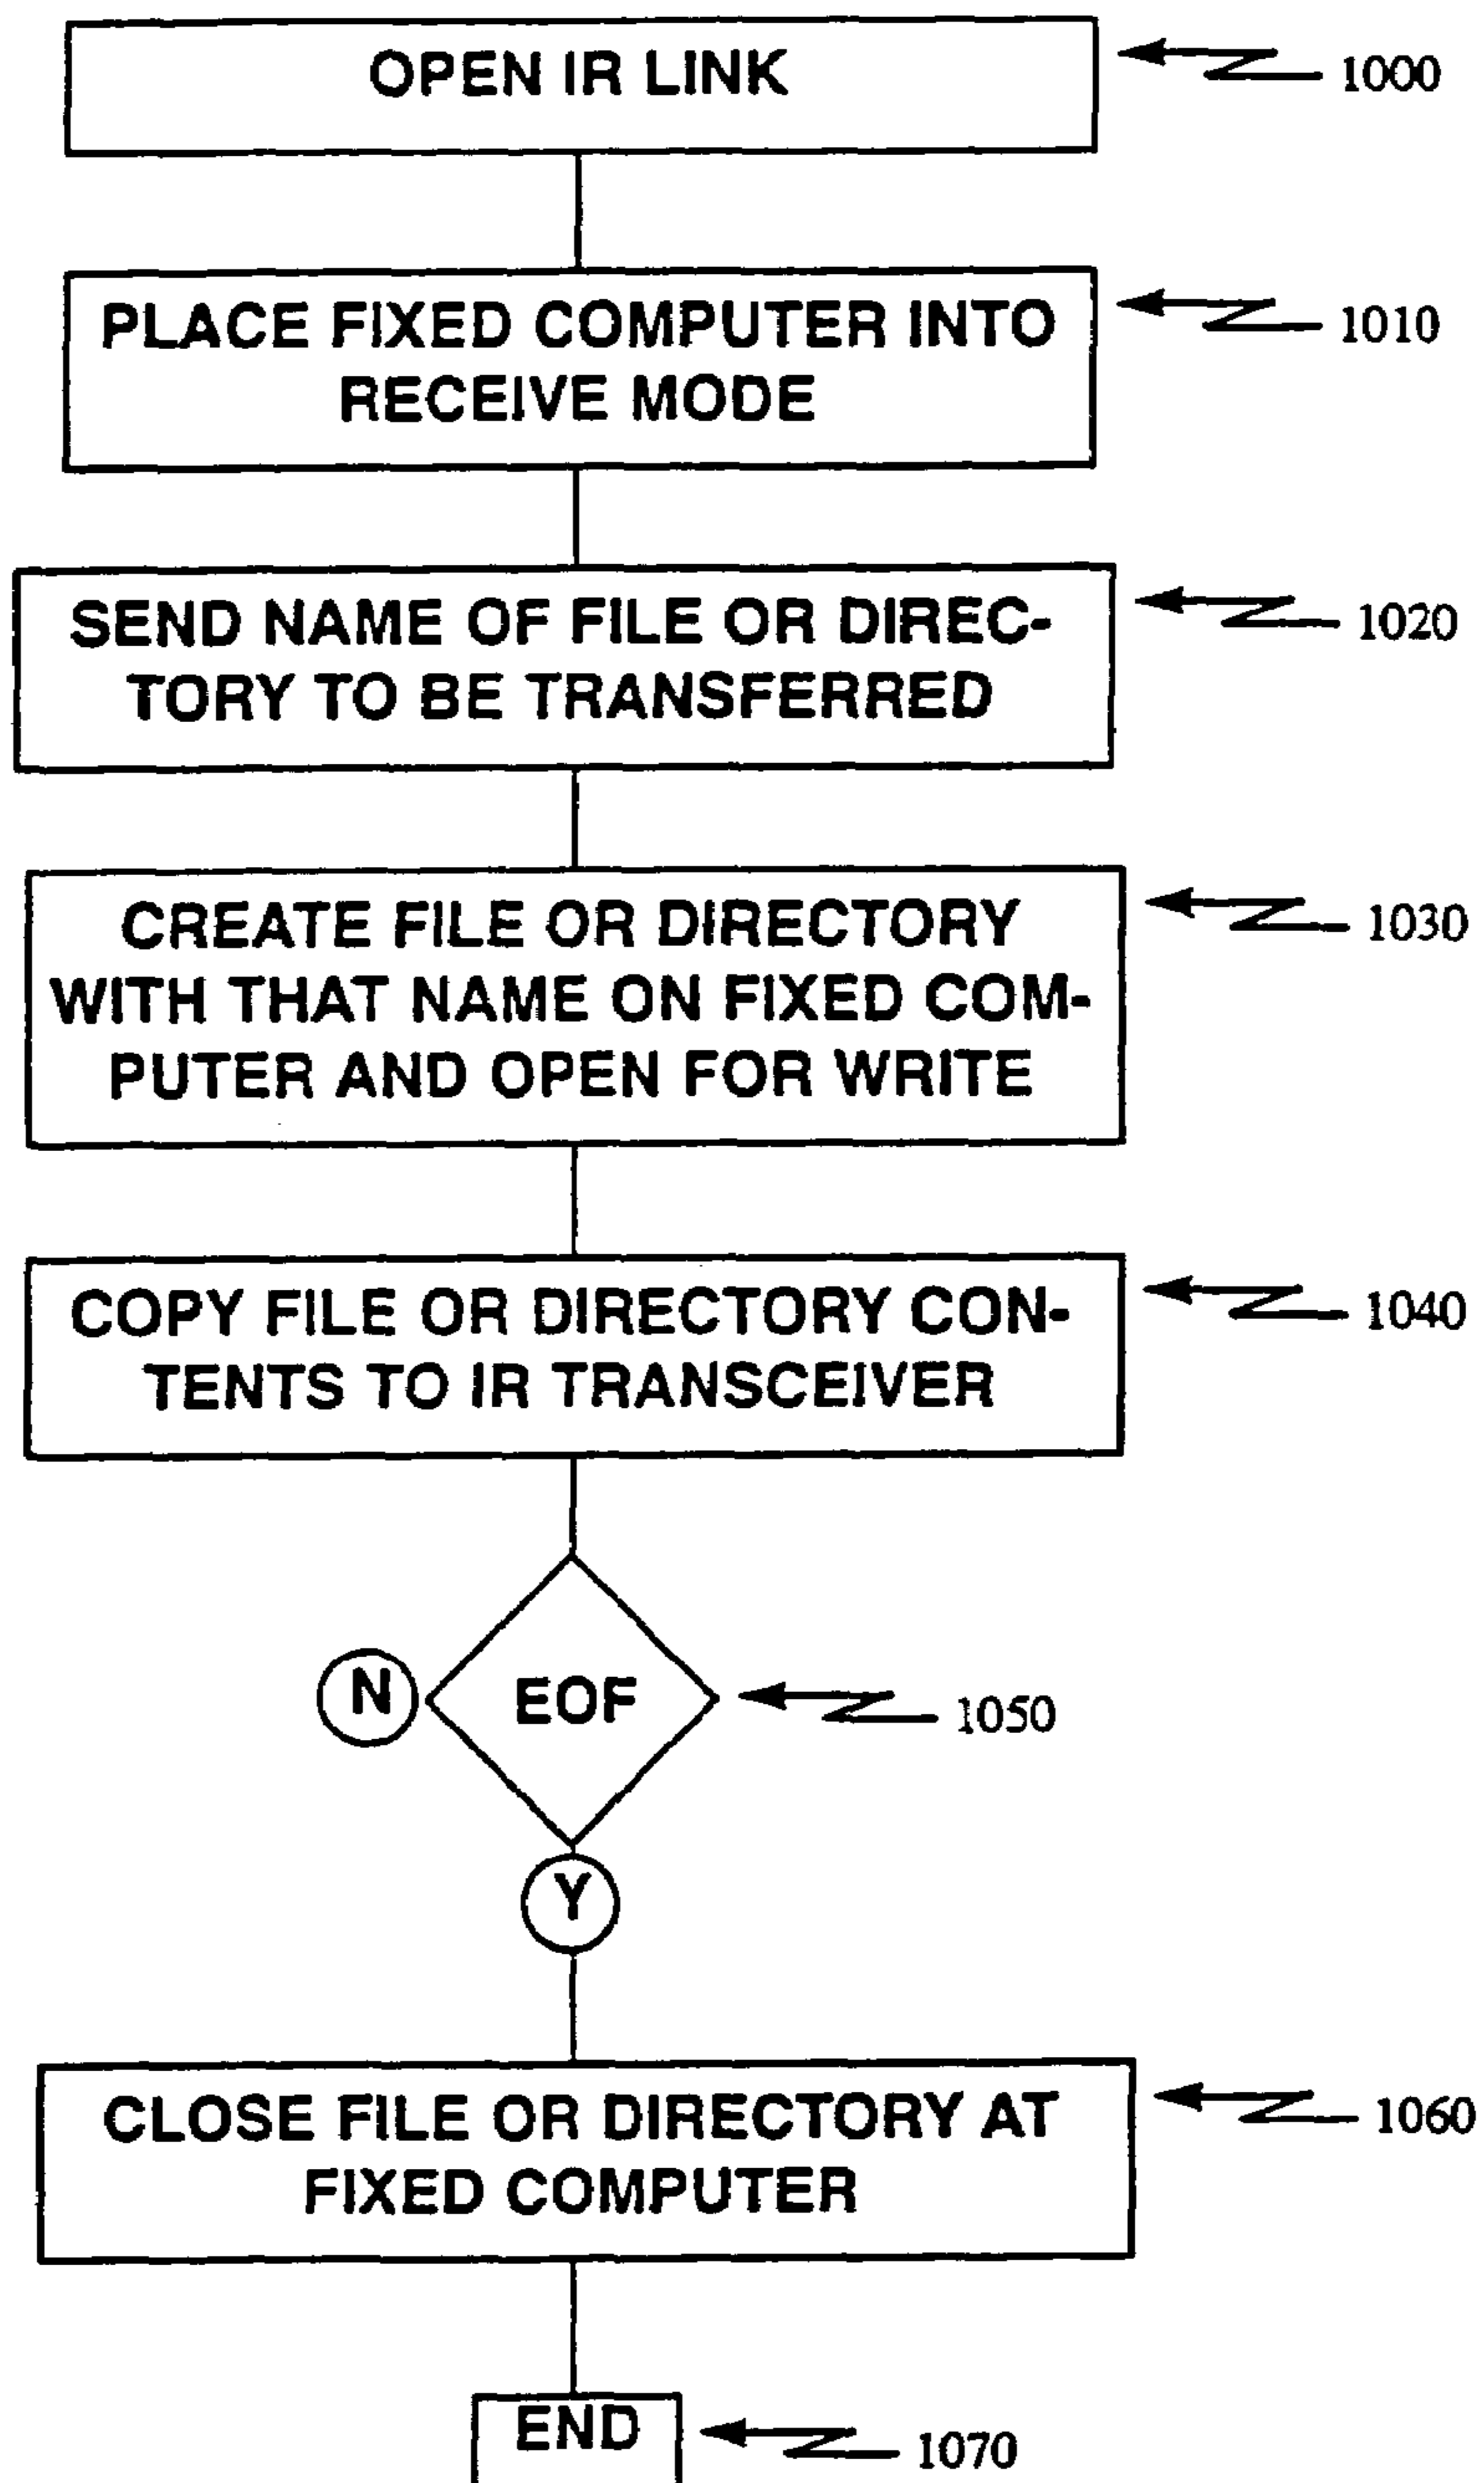 OPEN IR LINK
1000
PLACE FIXED COMPUTER INTO
RECEIVE MODE
1010
SEND NAME OF FILE OR DIREC-
TORY TO BE TRANSFERRED
1020
CREATE FILE OR DIRECTORY
WITH THAT NAME ON FIXED COM-
PUTER AND OPEN FOR WRITE
1030
COPY FILE OR DIRECTORY CON-
TENTS TO IR TRANSCEIVER
1040
N
EOF
1050
Y
CLOSE FILE OR DIRECTORY AT
FIXED COMPUTER
1060
END
1070